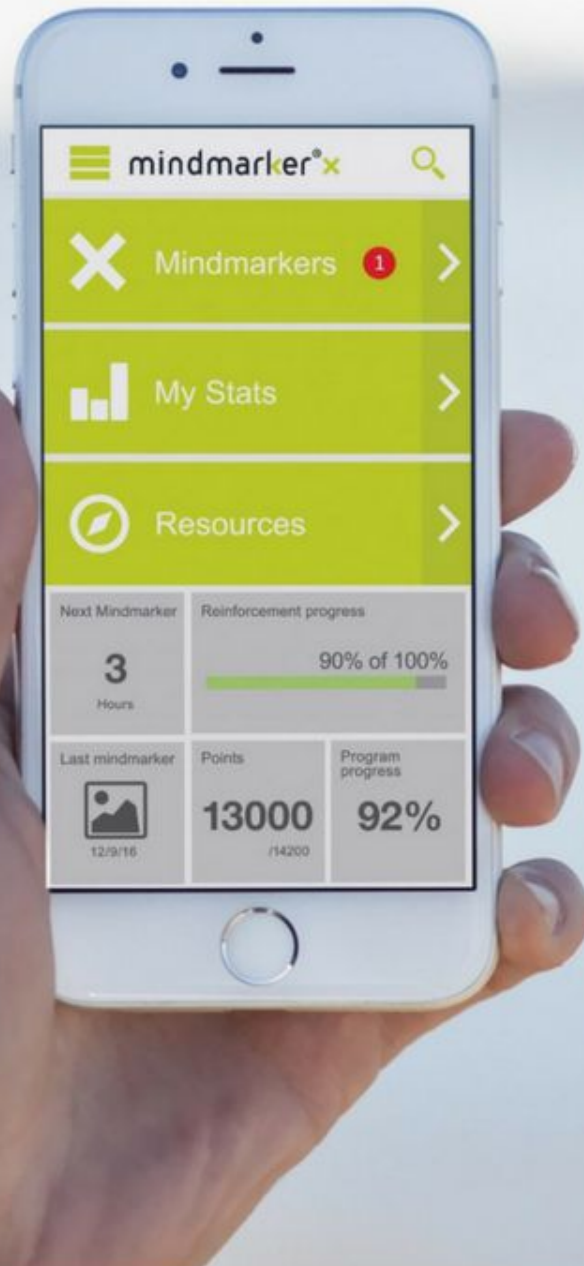 mindmarker®x
Mindmarkers 1
My Stats
Resources
Next Mindmarker
3
Hours
Reinforcement progress
90% of 100%
Last mindmarker
12/9/16
Points
13000
/14200
Program
progress
92%